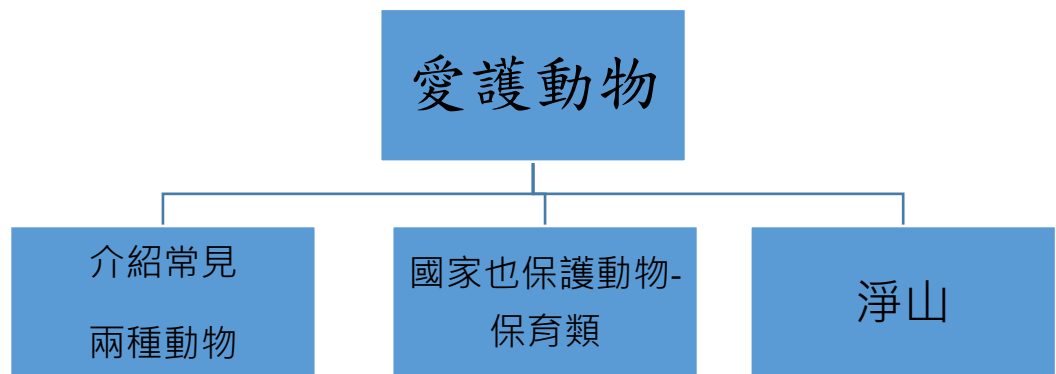 愛護動物
介紹常見
兩種動物
國家也保護動物-
保育類
淨山